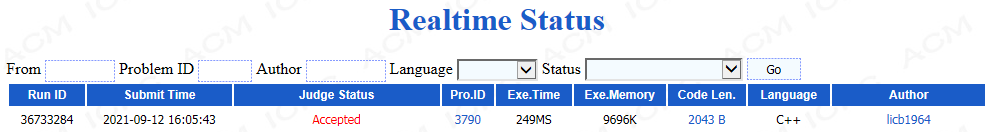 Realtime Status
From Problem ID Author Language Status Go
Run ID Submit Time Judge Status Pro.ID Exe.Time Exe.Memory Code Len. Language Author
36733284 2021-09-12 16:05:43 Accepted 3790 249MS 9696K 2043 B C++ licb1964